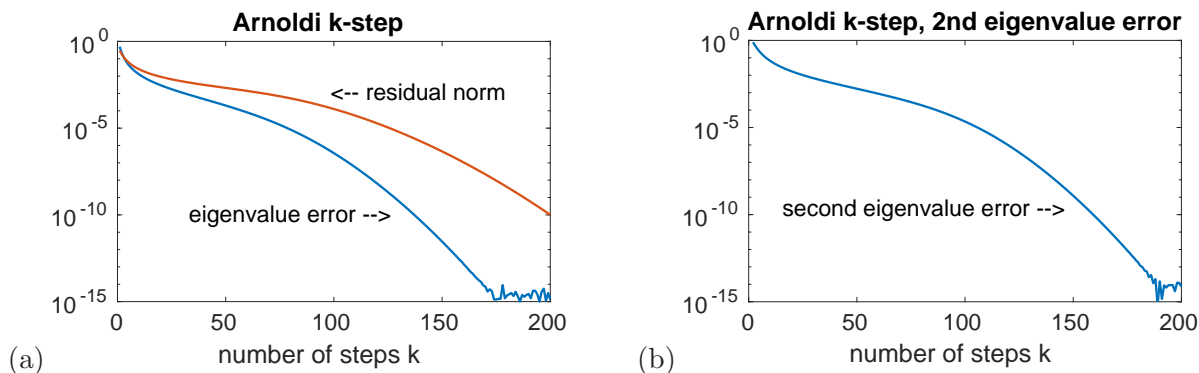 Arnoldi k-step
10^0
10^-5
10^-10
10^-15
<-- residual norm
eigenvalue error -->
0 50 100 150 200
number of steps k
(a)
Arnoldi k-step, 2nd eigenvalue error
10^0
10^-5
10^-10
10^-15
second eigenvalue error -->
0 50 100 150 200
number of steps k
(b)